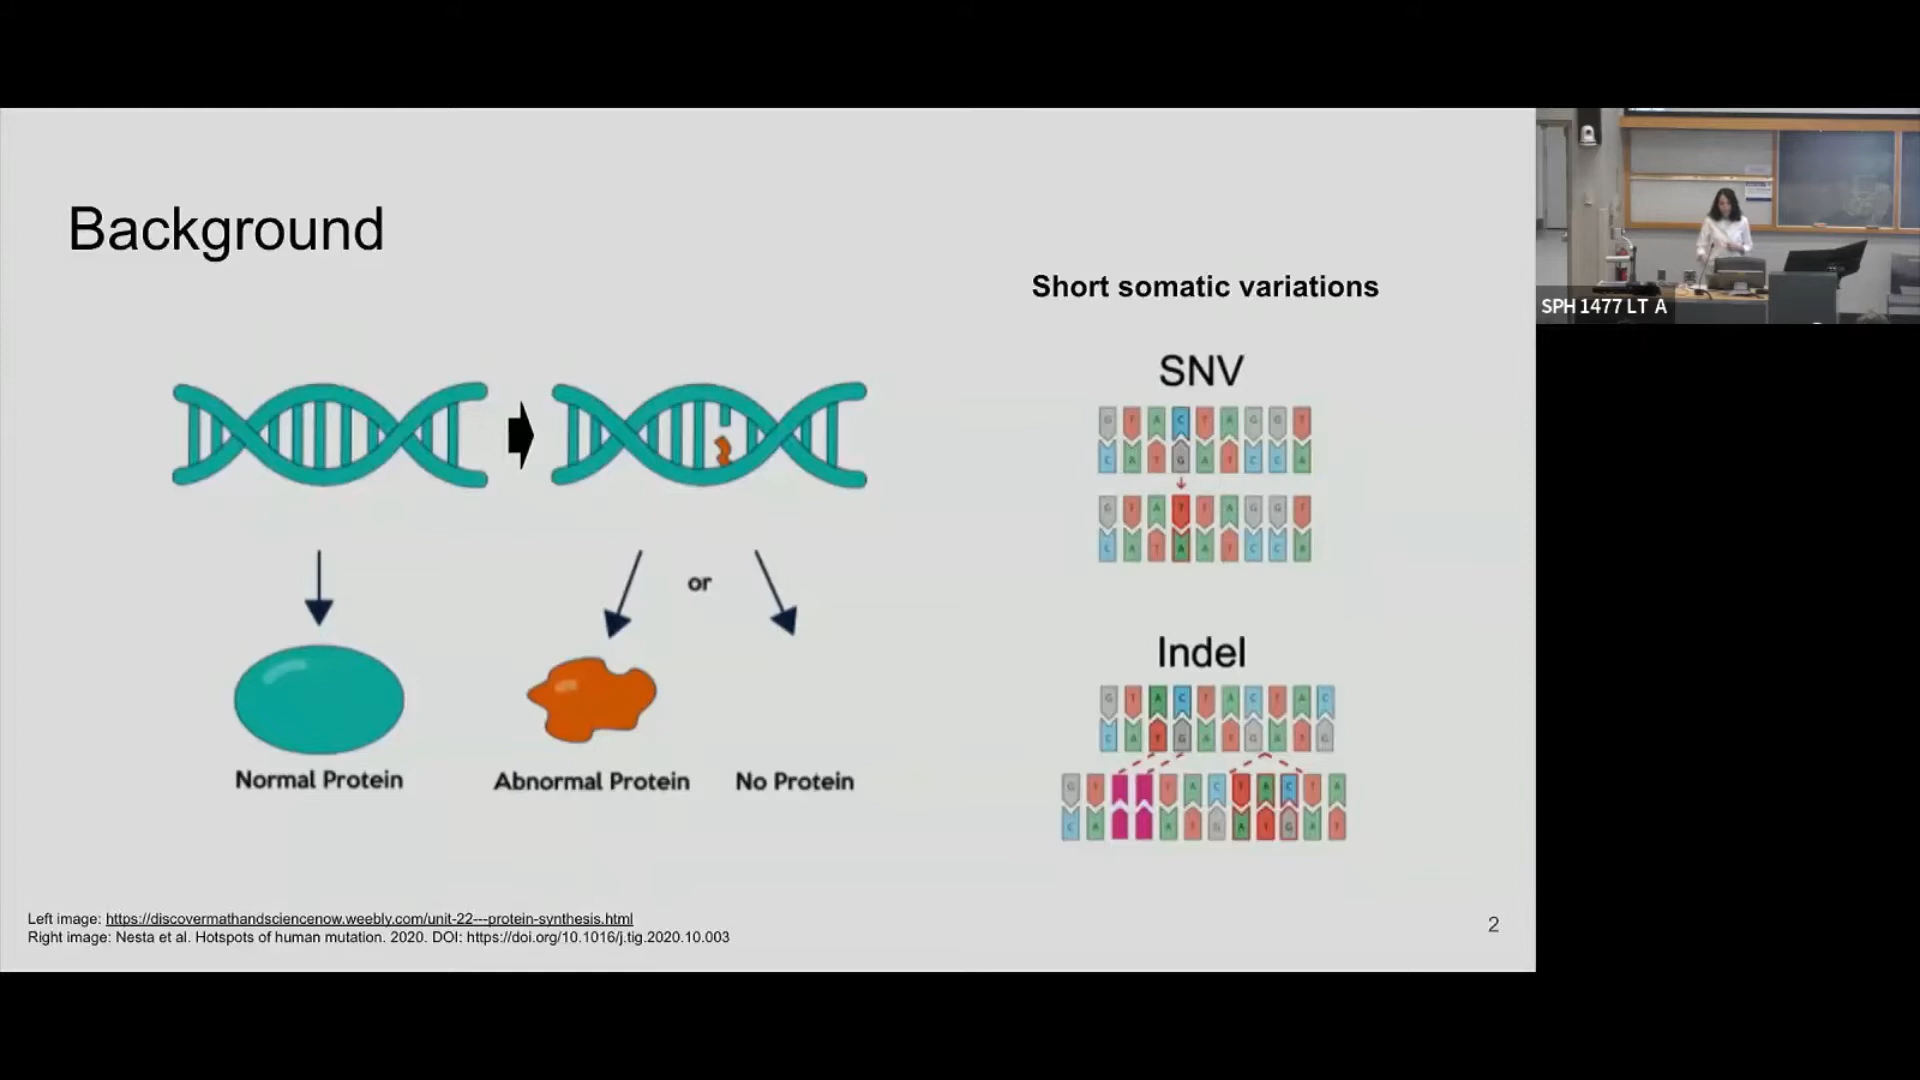 Background
Short somatic variations
SNV
G T A C T A G G T
C A T G A T C C A
G T A T T A G G T
C A T A A T C C A
or
Indel
G T A C T A C T A C
C A T G A T G A T G
G T T A C T A C T A
C A A T G A T G A T
Normal Protein
Abnormal Protein
No Protein
Left image: https://discovermathandsciencenow.weebly.com/unit-22---protein-synthesis.html
Right image: Nesta et al. Hotspots of human mutation. 2020. DOI: https://doi.org/10.1016/j.tig.2020.10.003
2
SPH 1477 LT A